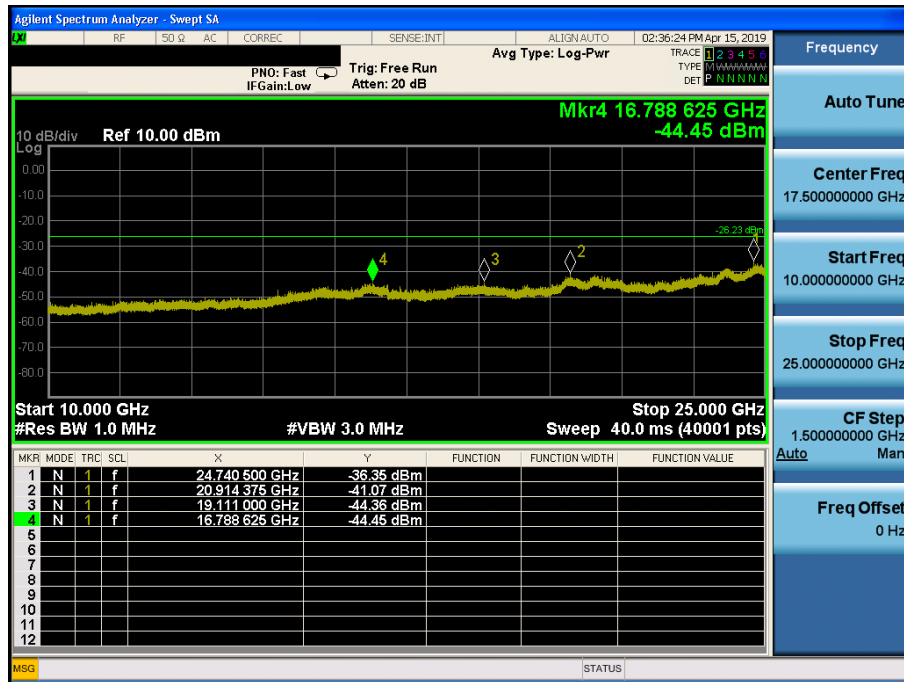 Agilent Spectrum Analyzer - Swept SA
LXI RF 50 Ω AC CORREC SENSE:INT ALIGN AUTO 02:36:24 PM Apr 15, 2019
Frequency
Avg Type: Log-Pwr
TRACE 1 2 3 4 5 6
TYPE MWWWWW
DET P N N N N N
PNO: Fast
IFGain:Low
Trig: Free Run
Atten: 20 dB
Auto Tune
Mkr4 16.788 625 GHz
-44.45 dBm
10 dB/div Ref 10.00 dBm
Log
0.00
-10.0
-20.0
-30.0
-40.0
-50.0
-60.0
-70.0
-80.0
-26.23 dBm
4
3
2
1
Center Freq
17.500000000 GHz
Start Freq
10.000000000 GHz
Stop Freq
25.000000000 GHz
Start 10.000 GHz
Stop 25.000 GHz
#Res BW 1.0 MHz
#VBW 3.0 MHz
Sweep 40.0 ms (40001 pts)
CF Step
1.500000000 GHz
Auto Man
MKR MODE TRC SCL X Y FUNCTION FUNCTION WIDTH FUNCTION VALUE
1 N 1 f 24.740 500 GHz -36.35 dBm
2 N 1 f 20.914 375 GHz -41.07 dBm
3 N 1 f 19.111 000 GHz -44.36 dBm
4 N 1 f 16.788 625 GHz -44.45 dBm
5
6
7
8
9
10
11
12
Freq Offset
0 Hz
MSG
STATUS